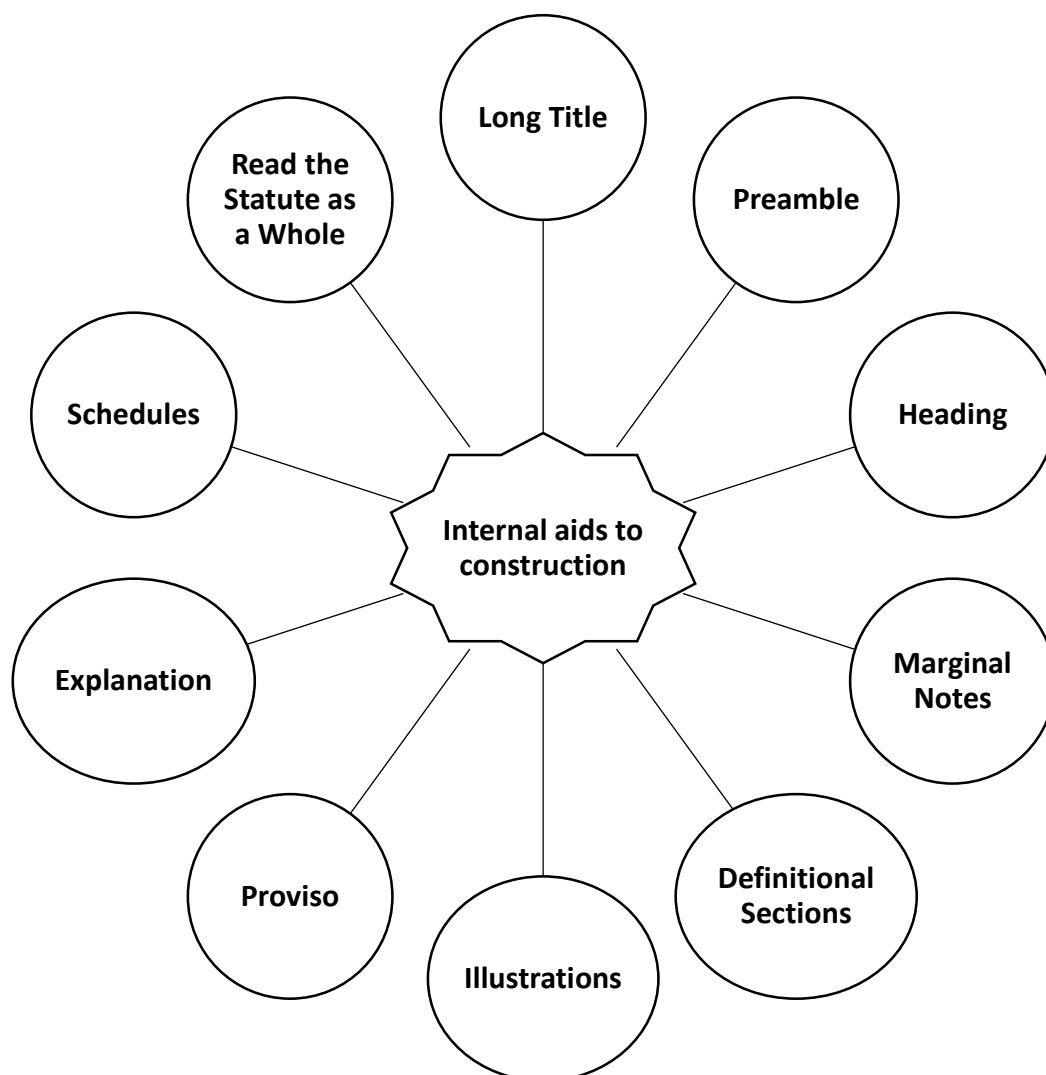 Long Title
Preamble
Heading
Marginal
Notes
Definitional
Sections
Illustrations
Proviso
Explanation
Schedules
Read the
Statute as
a Whole
Internal aids to
construction